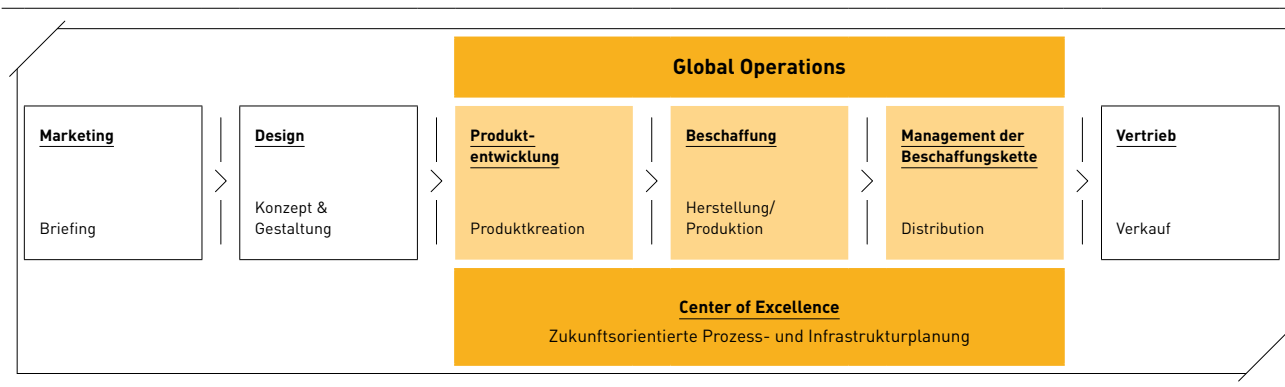 Global Operations
Marketing
Briefing
Design
Konzept &
Gestaltung
Produkt-
entwicklung
Produktkreation
Beschaffung
Herstellung/
Produktion
Management der
Beschaffungskette
Distribution
Vertrieb
Verkauf
Center of Excellence
Zukunftsorientierte Prozess- und Infrastrukturplanung